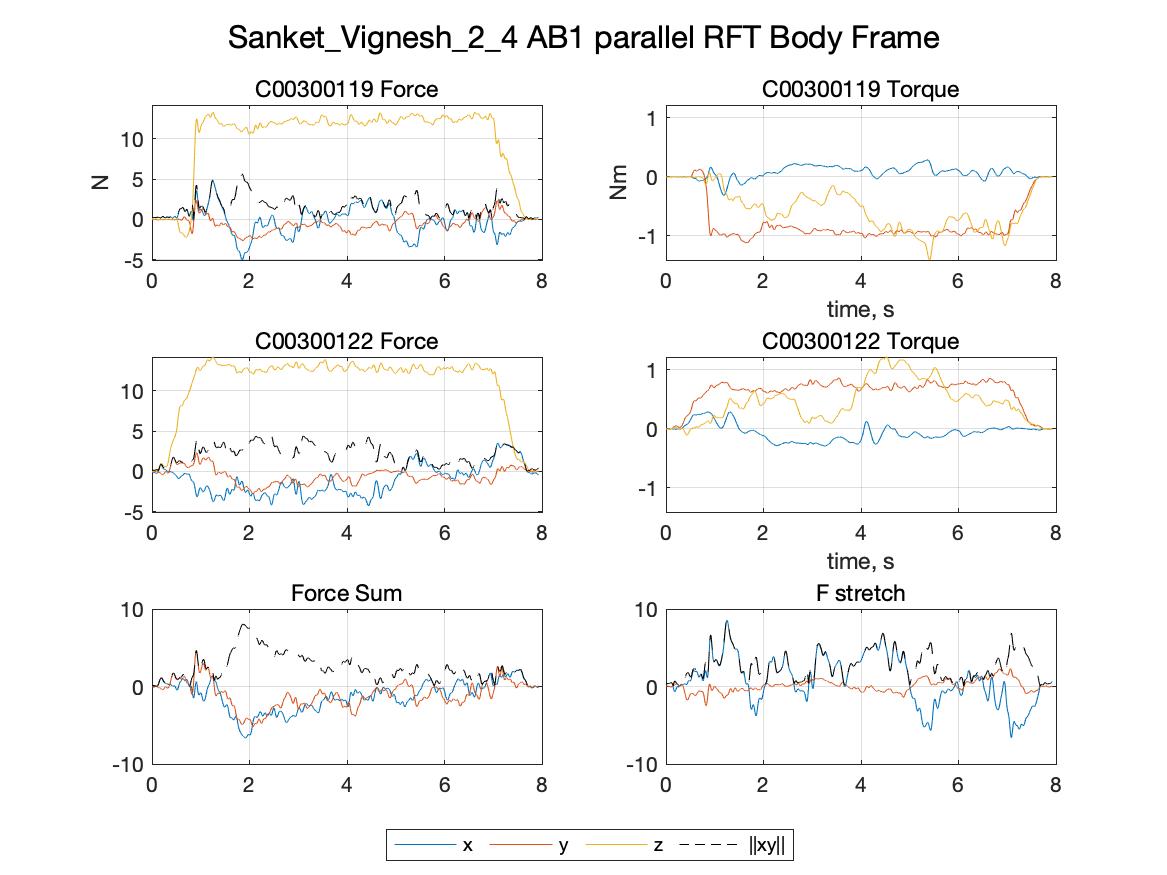 Sanket_Vignesh_2_4 AB1 parallel RFT Body Frame
C00300119 Force
N
10
5
0
-5
0 2 4 6 8
C00300119 Torque
Nm
1
0
-1
0 2 4 6 8
time, s
C00300122 Force
10
5
0
-5
0 2 4 6 8
C00300122 Torque
1
0
-1
0 2 4 6 8
time, s
Force Sum
10
0
-10
0 2 4 6 8
F stretch
10
0
-10
0 2 4 6 8
x y z ||xy||